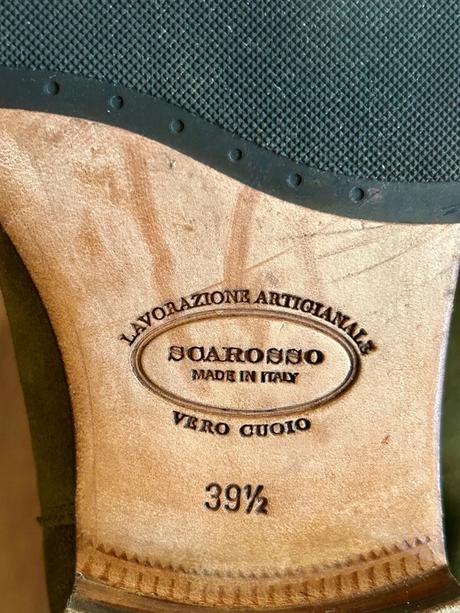 LAVORAZIONE ARTIGIANALE
SCAROSSO
MADE IN ITALY
VERO CUOIO
39½